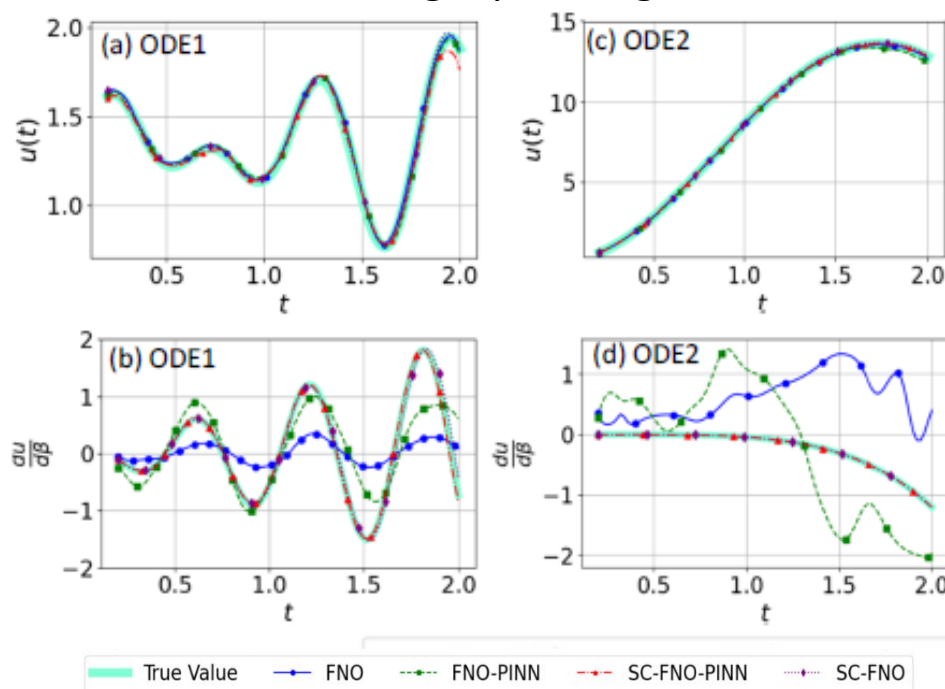 (a) ODE1
2.0
1.5
1.0
u(t)
0.5 1.0 1.5 2.0
t
(c) ODE2
15
10
5
u(t)
0.5 1.0 1.5 2.0
t
(b) ODE1
2
1
0
−1
−2
du
dβ
0.5 1.0 1.5 2.0
t
(d) ODE2
1
0
−1
−2
du
dβ
0.5 1.0 1.5 2.0
t
True Value FNO FNO-PINN SC-FNO-PINN SC-FNO